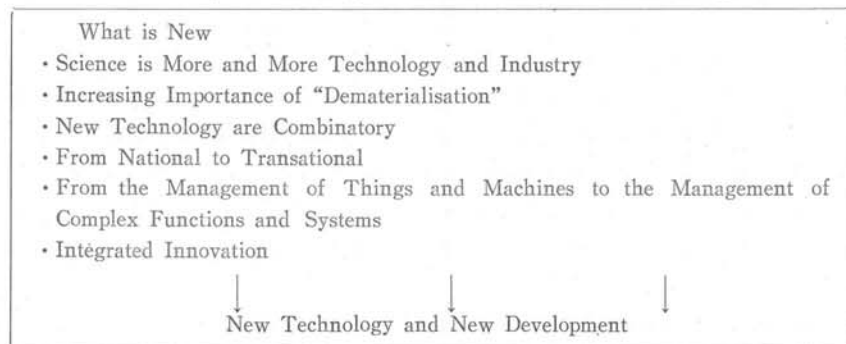 What is New
• Science is More and More Technology and Industry
• Increasing Importance of “Dematerialisation”
• New Technology are Combinatory
• From National to Transational
• From the Management of Things and Machines to the Management of
Complex Functions and Systems
• Intégrated Innovation
New Technology and New Development